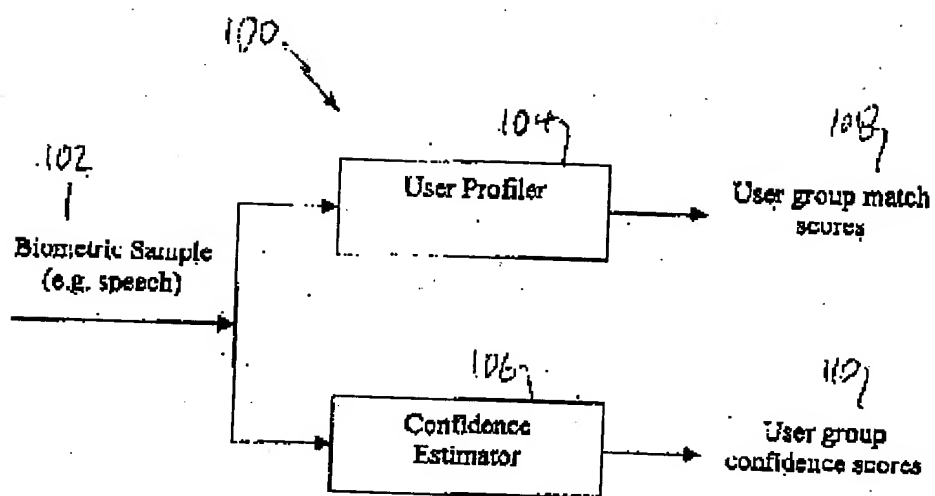 100
104
108
102
User Profiler
User group match
scores
Biometric Sample
(e.g. speech)
106
110
Confidence
Estimator
User group
confidence scores